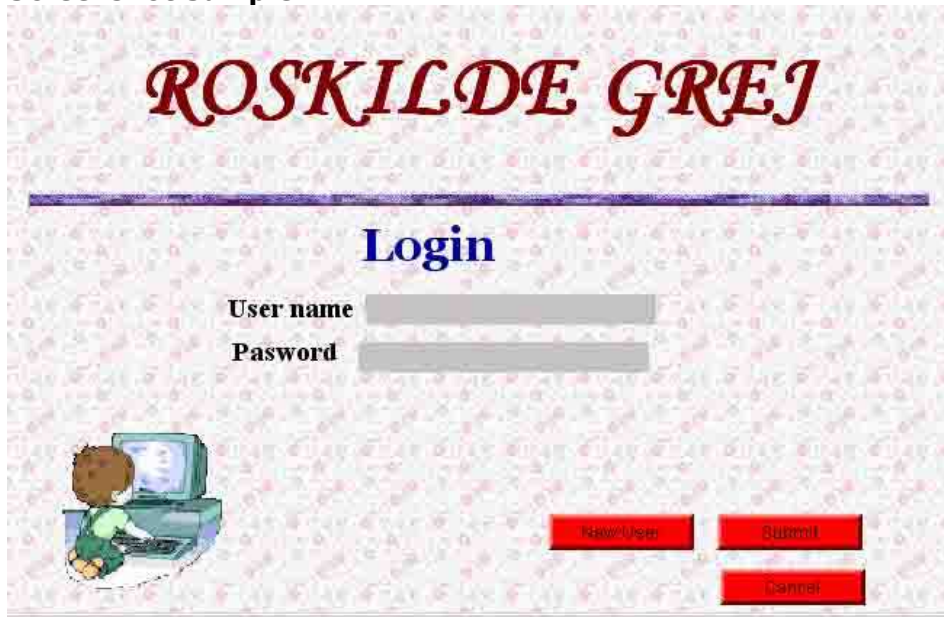 ROSKILDE GREJ
Login
User name
Pasword
New User
Submit
Cancel